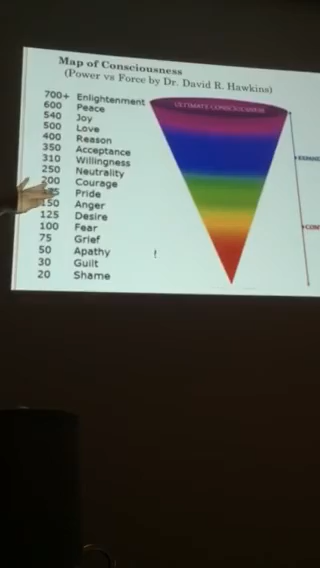 Map of Consciousness
(Power vs Force by Dr. David R. Hawkins)
700+ Enlightenment
600 Peace
540 Joy
500 Love
400 Reason
350 Acceptance
310 Willingness
250 Neutrality
200 Courage
Pride
150 Anger
125 Desire
100 Fear
75 Grief
50 Apathy
!
30 Guilt
20 Shame
ULTIMATE CONSCIOUSNESS